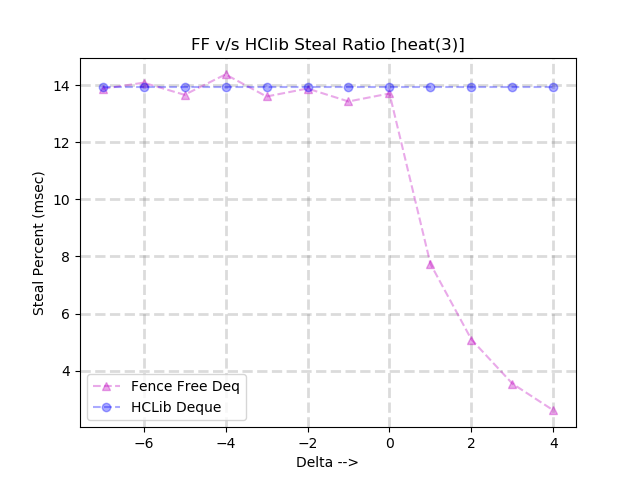 FF v/s HClib Steal Ratio [heat(3)]
Steal Percent (msec)
14
12
10
8
6
4
Fence Free Deq
HCLib Deque
−6
−4
−2
0
2
4
Delta -->